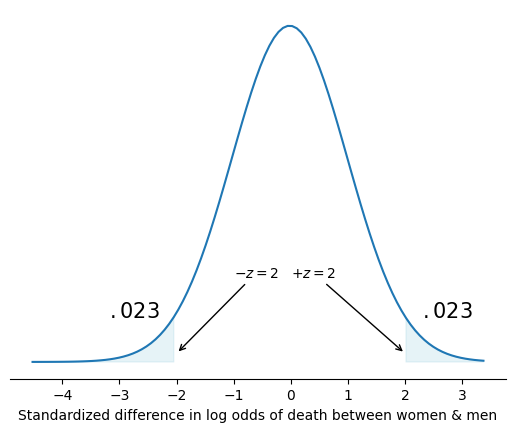 −z = 2 +z = 2
.023 .023
−4 −3 −2 −1 0 1 2 3
Standardized difference in log odds of death between women & men